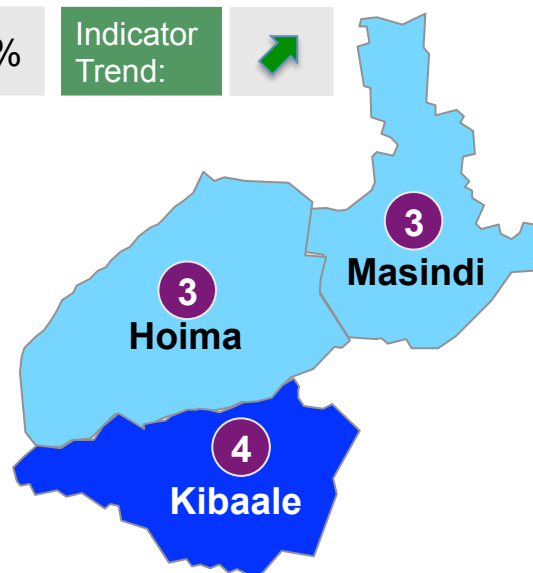 %
Indicator
Trend:
3
Masindi
3
Hoima
4
Kibaale